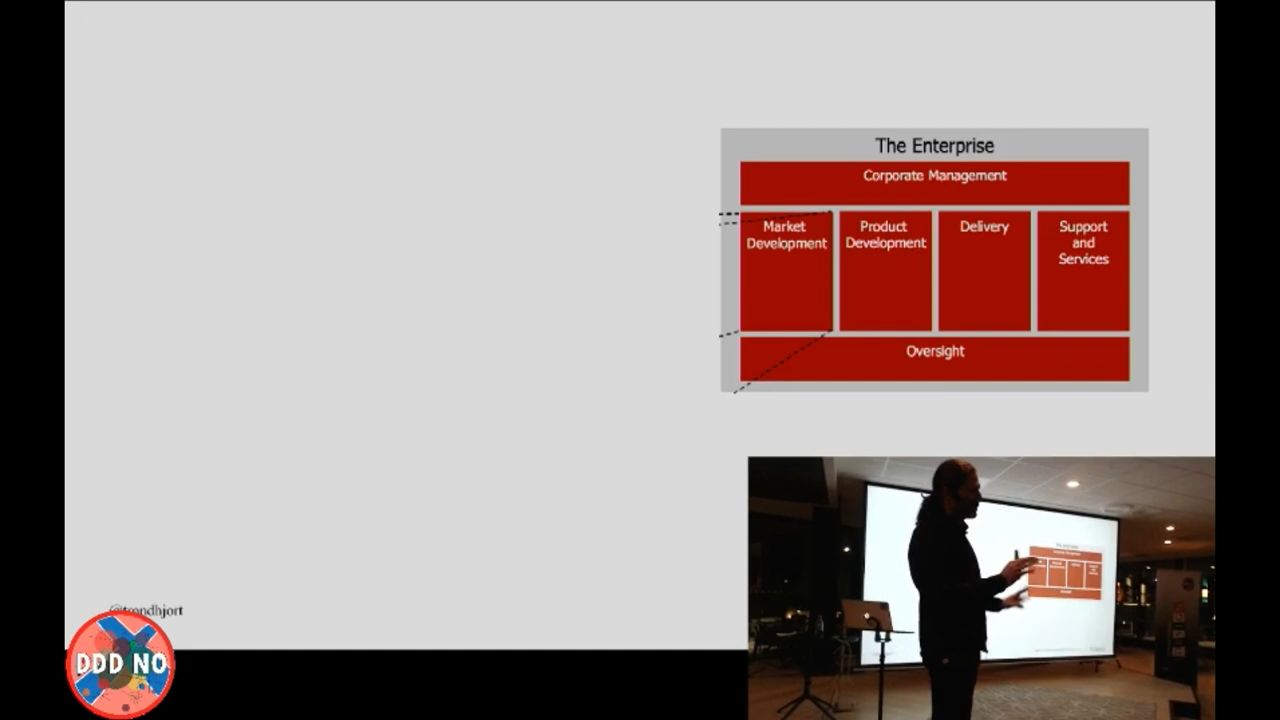 The Enterprise
Corporate Management
Market
Development
Product
Development
Delivery
Support
and
Services
Oversight
@trondhjort
DDD NO